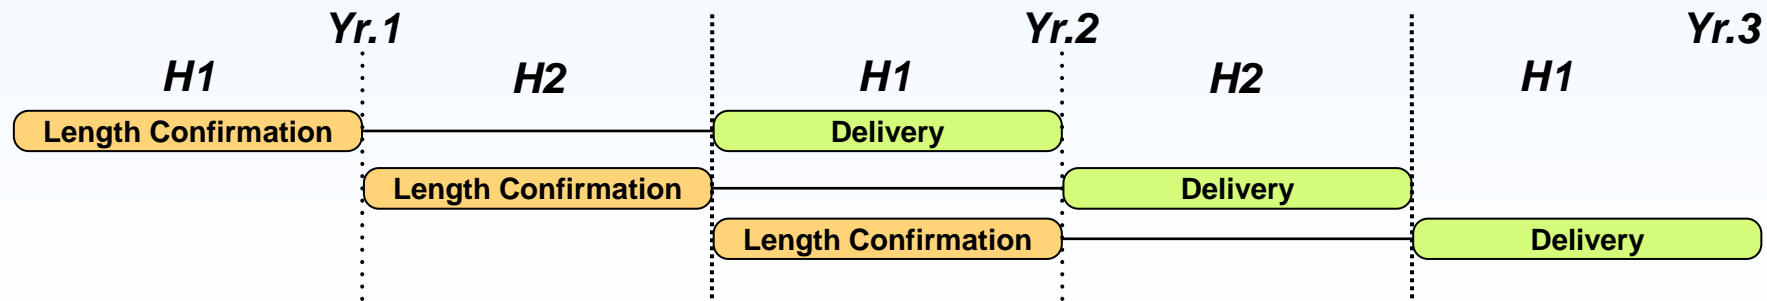 Yr.1 Yr.2 Yr.3
H1 H2 H1 H2 H1
Length Confirmation Delivery
Length Confirmation Delivery
Length Confirmation Delivery